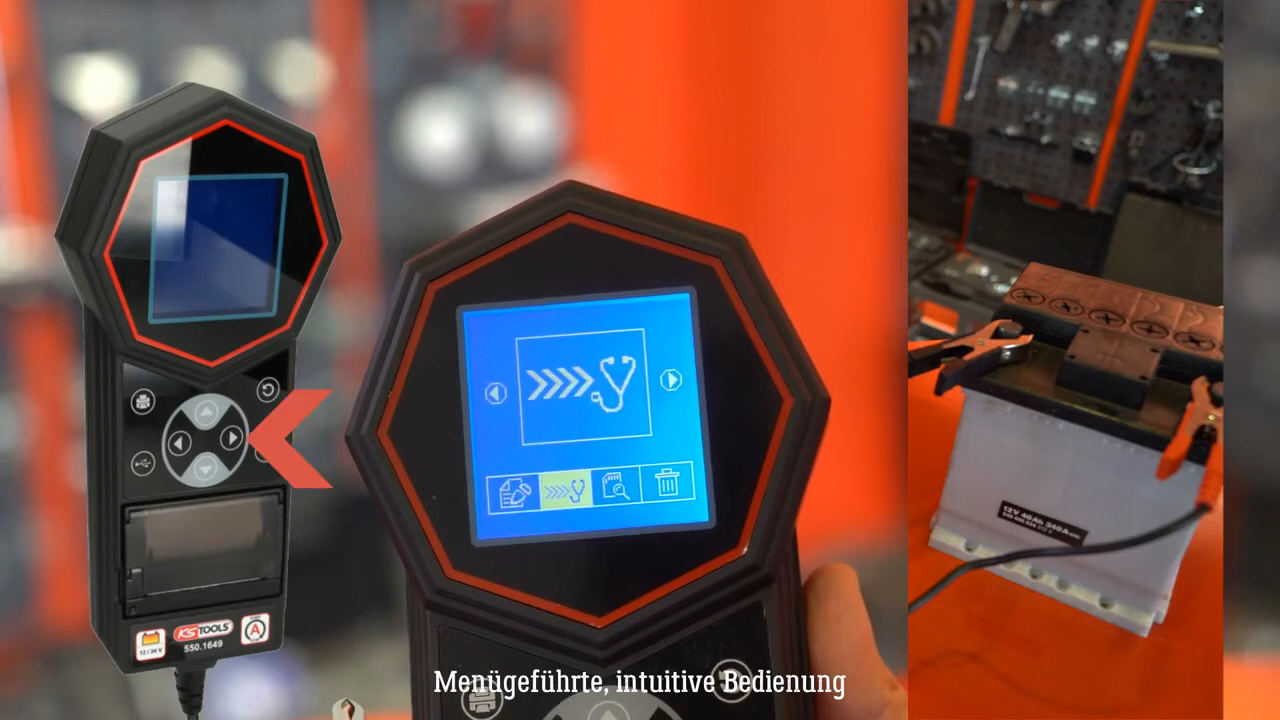 12 / 24 V
KS TOOLS
550.1649
A
12V 40Ah 340A
Menügeführte, intuitive Bedienung